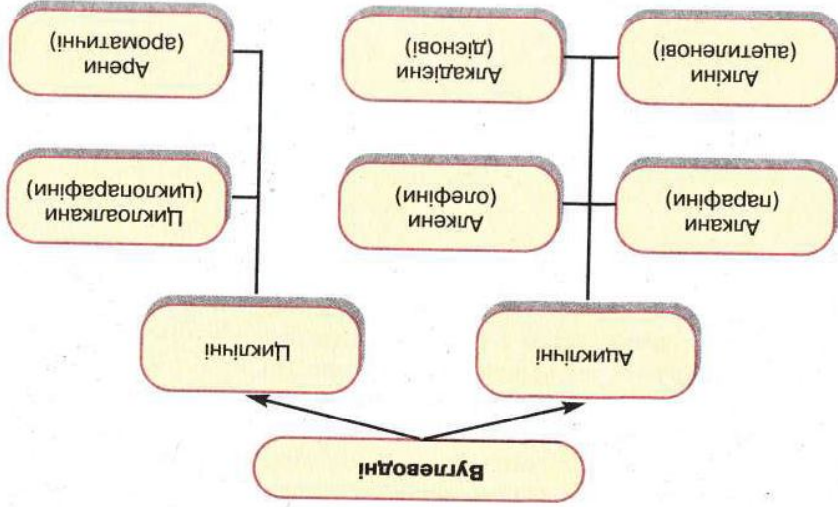 Вуглеводні
Ациклічні
Циклічні
Алкани
(парафіни)
Алкени
(олефіни)
Циклоалкани
(циклопарафіни)
Алкіни
(ацетиленові)
Алкадієни
(дієнові)
Арени
(ароматичні)